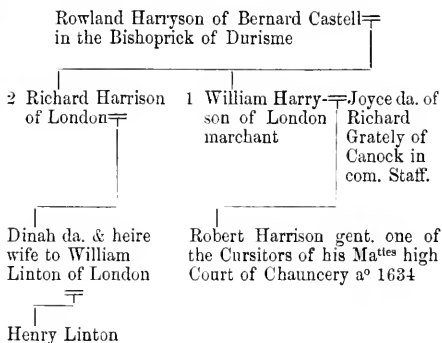 Rowland Harryson of Bernard Castell
in the Bishoprick of Durisme
2 Richard Harrison
of London
1 William Harry-
son of London
marchant
Joyce da. of
Richard
Grately of
Canock in
com. Staff.
Dinah da. & heire
wife to William
Linton of London
Robert Harrison gent. one of
the Cursitors of his Maᵗᵗᵉˢ high
Court of Chauncery aº 1634
Henry Linton